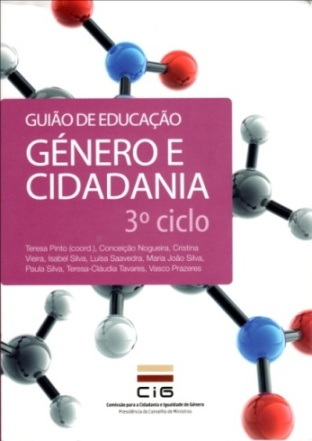 GUIÃO DE EDUCAÇÃO
GÉNERO E
CIDADANIA
3º ciclo
Teresa Pinto (coord.), Conceição Nogueira, Cristina
Vieira, Isabel Silva, Luísa Saavedra, Maria João Silva,
Paula Silva, Teresa-Cláudia Tavares, Vasco Prazeres
CIG
Comissão para a Cidadania e Igualdade de Género
Presidência do Conselho de Ministros